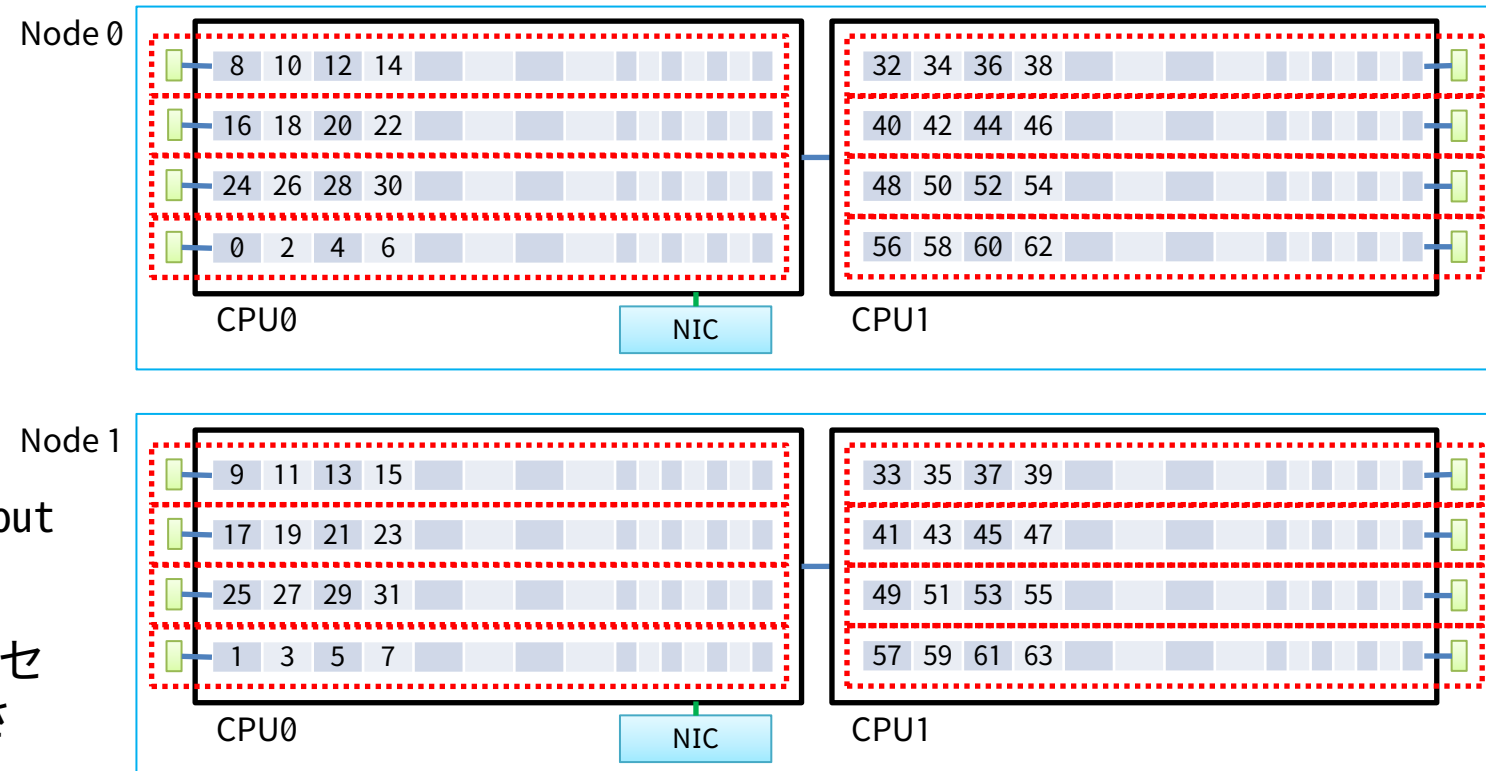 Node 0
8 10 12 14
16 18 20 22
24 26 28 30
0 2 4 6
CPU0
NIC
32 34 36 38
40 42 44 46
48 50 52 54
56 58 60 62
CPU1
Node 1
put
セ
9 11 13 15
17 19 21 23
25 27 29 31
1 3 5 7
CPU0
NIC
33 35 37 39
41 43 45 47
49 51 53 55
57 59 61 63
CPU1